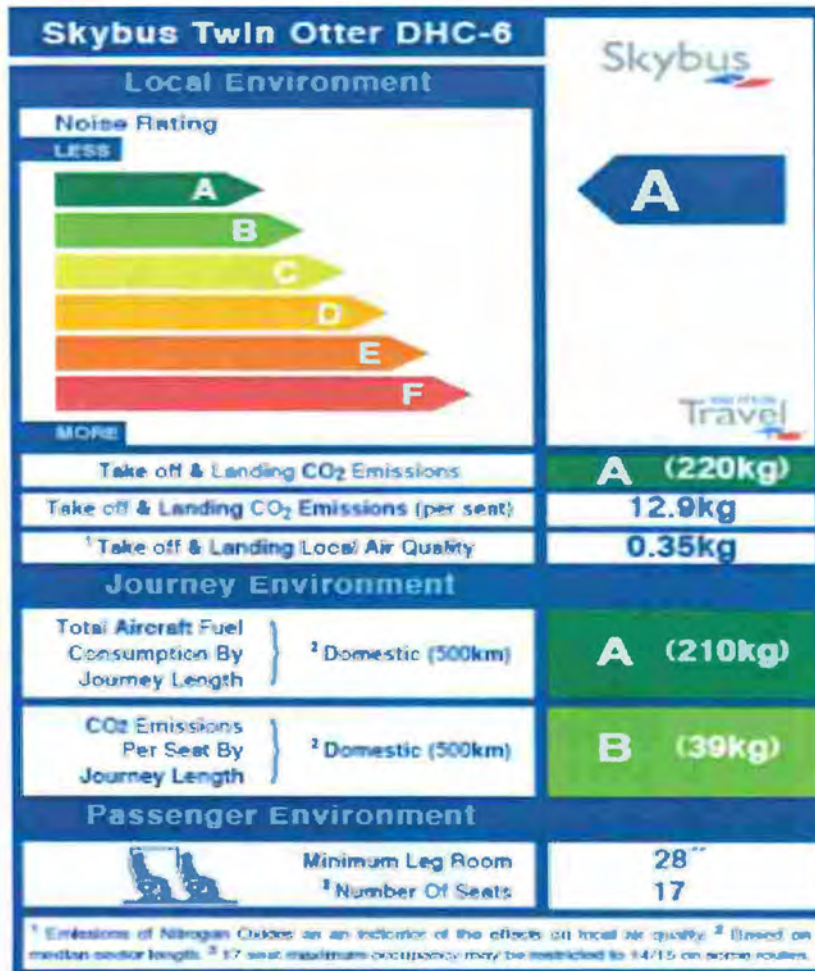 Skybus Twin Otter DHC-6
Skybus
Local Environment
Noise Rating
LESS
A
A
B
C
D
E
F
MORE
Travel
Take off & Landing CO₂ Emissions
A (220kg)
Take off & Landing CO₂ Emissions (per seat)
12.9kg
¹ Take off & Landing Local Air Quality
0.35kg
Journey Environment
Total Aircraft Fuel
Consumption By
Journey Length
² Domestic (500km)
A (210kg)
CO₂ Emissions
Per Seat By
Journey Length
² Domestic (500km)
B (39kg)
Passenger Environment
Minimum Leg Room
28"
³ Number Of Seats
17
¹ Emissions of Nitrogen Oxides as an indicator of the effects on local air quality. ² Based on
median sector length. ³ 17 seat maximum occupancy may be restricted to 14/15 on some routes.